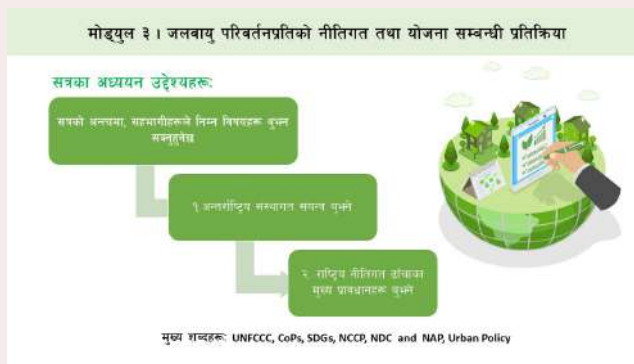 मोड्युल ३। जलबायु परिबर्तनप्रतिको नीतिगत तथा योजना सम्बन्धी प्रतिक्रिया
सत्रका अध्ययन उद्देश्यहरू:
सत्रको अन्त्यमा, सहभागीहरूले निम्न विषयहरू बुझ्न
सक्नुहुनेछ
१ अन्तर्राष्ट्रिय संस्थागत संयन्त्र बुझ्ने
२. राष्ट्रिय नीतिगत ढाँचाका
मुख्य प्रावधानहरू बुझ्ने
मुख्य शब्दहरू: UNFCCC, CoPs, SDGs, NCCP, NDC and NAP, Urban Policy